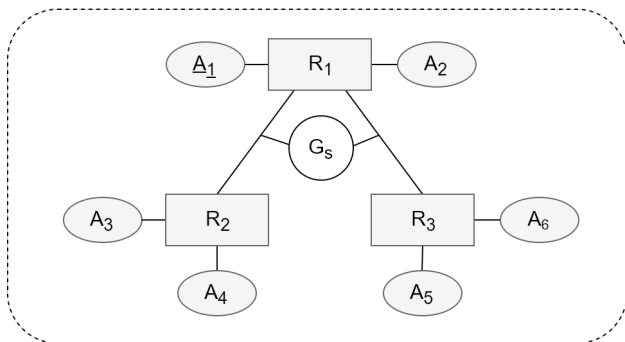 A₁ R₁ A₂
Gₛ
A₃ R₂ R₃ A₆
A₄ A₅